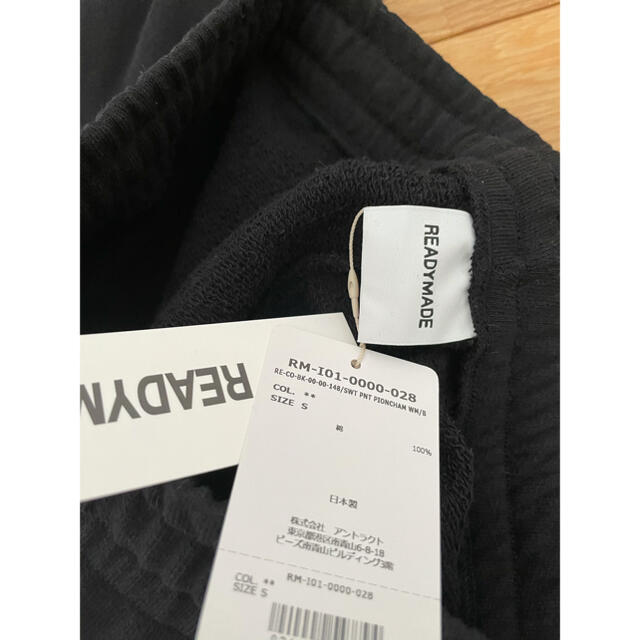 READYMADE
READYM
RM-I01-0000-028
RE-CO-BK-00-00-148/SWT PNT PIONCHAM WM/B
COL. **
SIZE S
綿 100%
日本製
株式会社 アントラクト
東京都港区南青山6-8-18
ビーズ南青山ビルディング3階
COL. **
SIZE S
RM-I01-0000-028